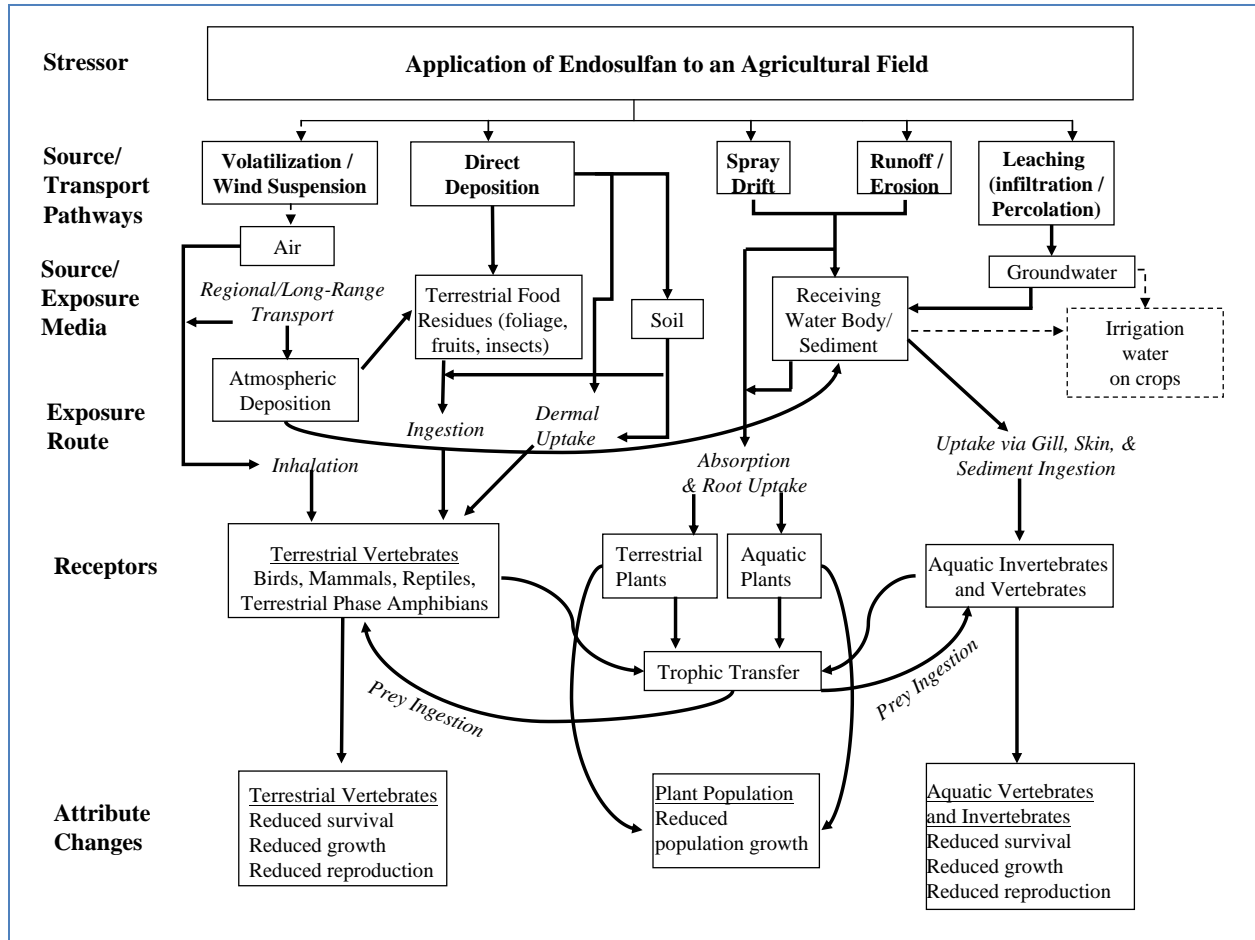 Stressor
Application of Endosulfan to an Agricultural Field
Source/
Transport
Pathways
Volatilization /
Wind Suspension
Direct
Deposition
Spray
Drift
Runoff /
Erosion
Leaching
(infiltration /
Percolation)
Source/
Exposure
Media
Air
Regional/Long-Range
Transport
Atmospheric
Deposition
Terrestrial Food
Residues (foliage,
fruits, insects)
Soil
Receiving
Water Body/
Sediment
Groundwater
Irrigation
water
on crops
Exposure
Route
Inhalation
Ingestion
Dermal
Uptake
Absorption
& Root Uptake
Uptake via Gill, Skin, &
Sediment Ingestion
Receptors
Terrestrial Vertebrates
Birds, Mammals, Reptiles,
Terrestrial Phase Amphibians
Terrestrial
Plants
Aquatic
Plants
Aquatic Invertebrates
and Vertebrates
Trophic Transfer
Prey Ingestion
Prey Ingestion
Attribute
Changes
Terrestrial Vertebrates
Reduced survival
Reduced growth
Reduced reproduction
Plant Population
Reduced
population growth
Aquatic Vertebrates
and Invertebrates
Reduced survival
Reduced growth
Reduced reproduction